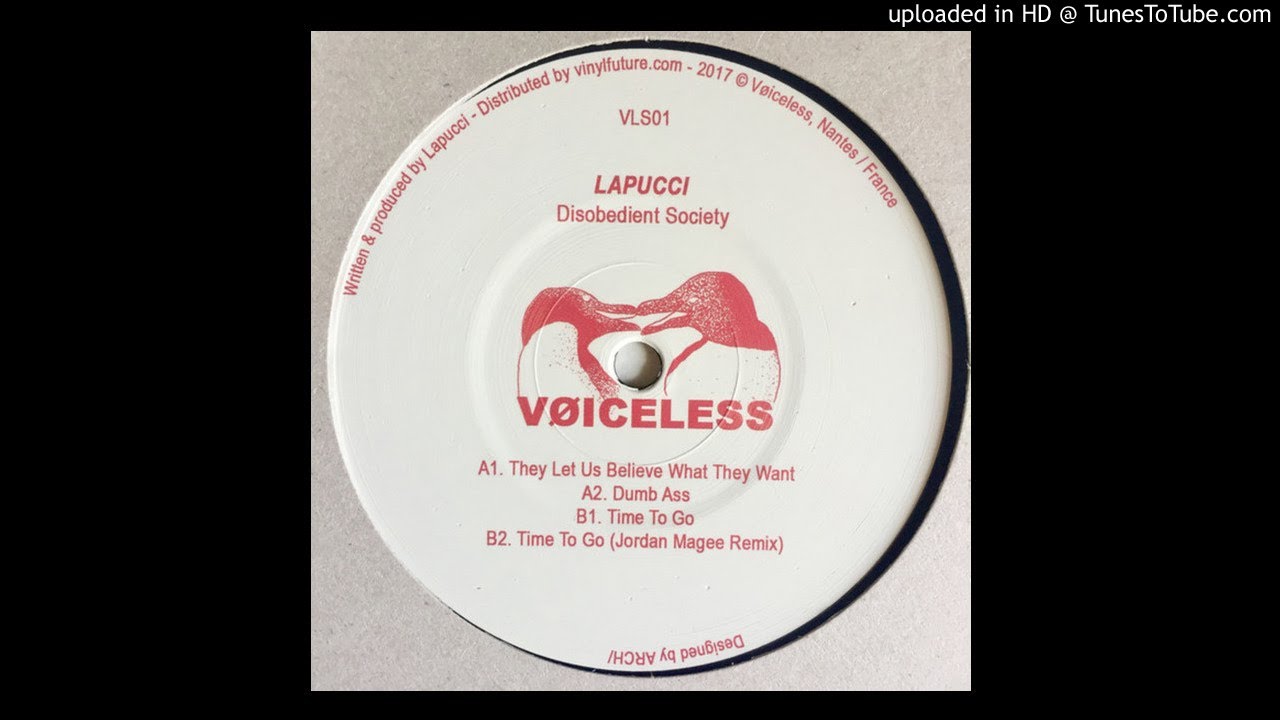 uploaded in HD @ TunesToTube.com
Written & produced by Lapucci - Distributed by vinylfuture.com - 2017 © Vøiceless, Nantes / France
VLS01
LAPUCCI
Disobedient Society
VØICELESS
A1. They Let Us Believe What They Want
A2. Dumb Ass
B1. Time To Go
B2. Time To Go (Jordan Magee Remix)
Designed by ARCH/